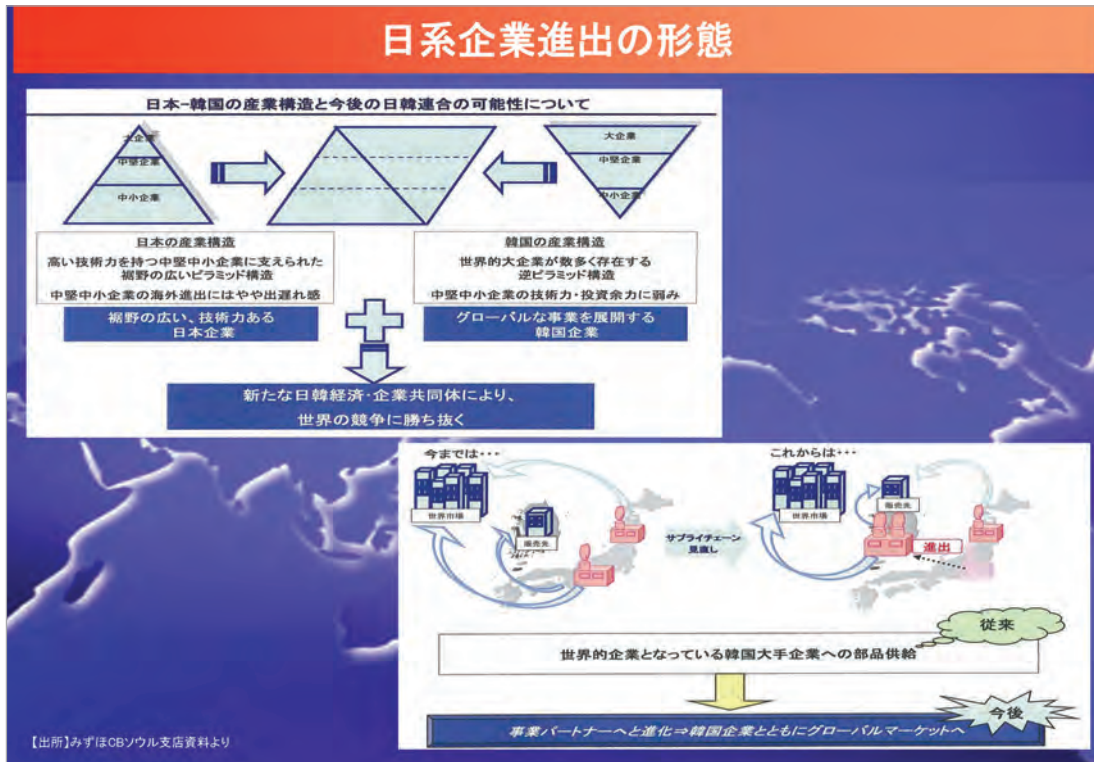 日系企業進出の形態
日本-韓国の産業構造と今後の日韓連合の可能性について
大企業
中堅企業
中小企業
大企業
中堅企業
中小企業
日本の産業構造
高い技術力を持つ中堅中小企業に支えられた
裾野の広いピラミッド構造
中堅中小企業の海外進出にはやや出遅れ感
韓国の産業構造
世界的大企業が数多く存在する
逆ピラミッド構造
中堅中小企業の技術力・投資余力に弱み
裾野の広い、技術力ある
日本企業
グローバルな事業を展開する
韓国企業
新たな日韓経済・企業共同体により、
世界の競争に勝ち抜く
今までは・・・
世界市場
販売先
サプライチェーン
見直し
これからは・・・
世界市場
販売先
進出
従来
世界的企業となっている韓国大手企業への部品供給
今後
事業パートナーへと進化⇒韓国企業とともにグローバルマーケットへ
【出所】みずほCBソウル支店資料より